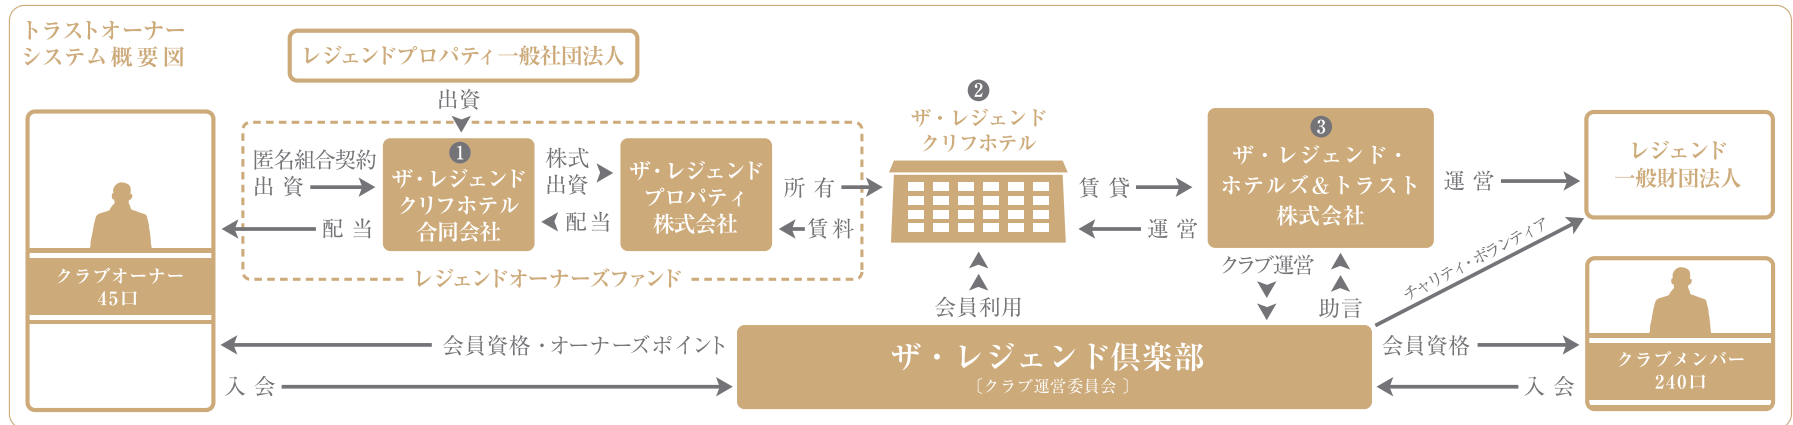 トラストオーナー
システム概要図
レジェンドプロパティ一般社団法人
出資
クラブオーナー
45口
匿名組合契約
出資
配当
❶
ザ・レジェンド
クリフホテル
合同会社
株式
出資
配当
ザ・レジェンド
プロパティ
株式会社
レジェンドオーナーズファンド
所有
賃料
❷
ザ・レジェンド
クリフホテル
賃貸
運営
❸
ザ・レジェンド・
ホテルズ&トラスト
株式会社
運営
レジェンド
一般財団法人
会員利用
クラブ運営
助言
チャリティ・ボランティア
会員資格・オーナーズポイント
入会
ザ・レジェンド倶楽部
〔クラブ運営委員会〕
会員資格
入会
クラブメンバー
240口